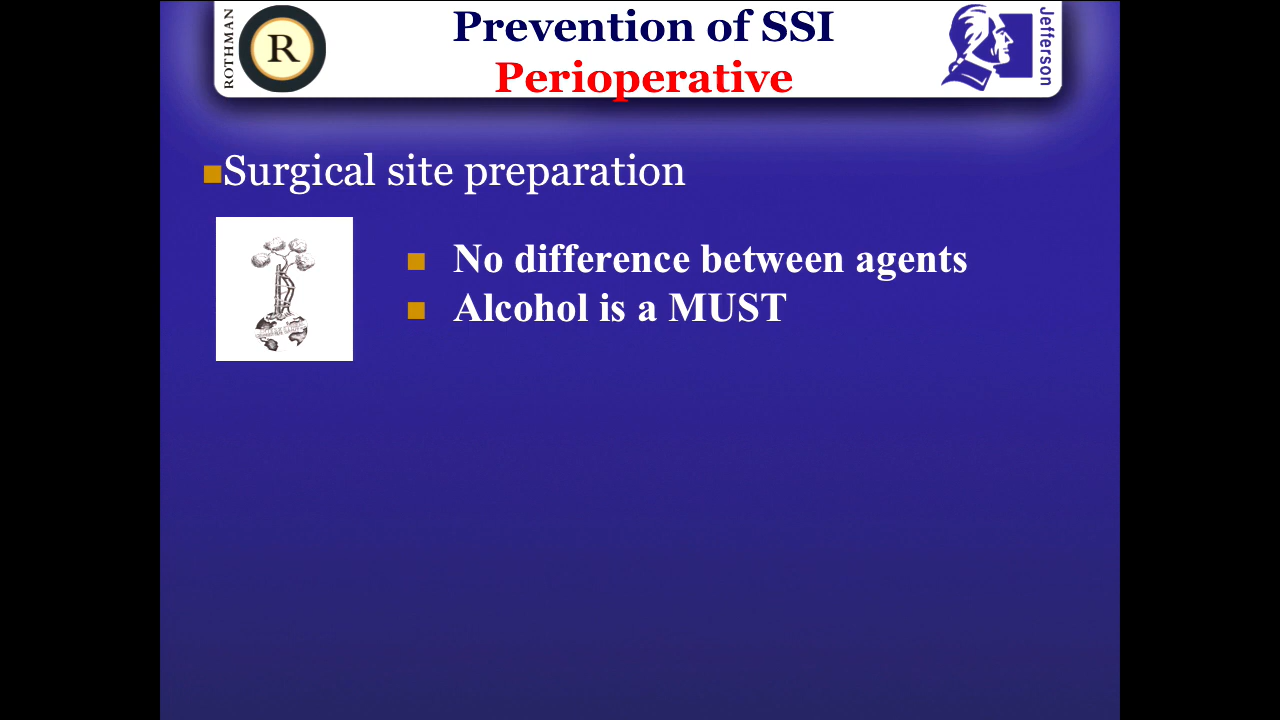 Prevention of SSI
Perioperative
ROTHMAN
R
Jefferson
Surgical site preparation
No difference between agents
Alcohol is a MUST